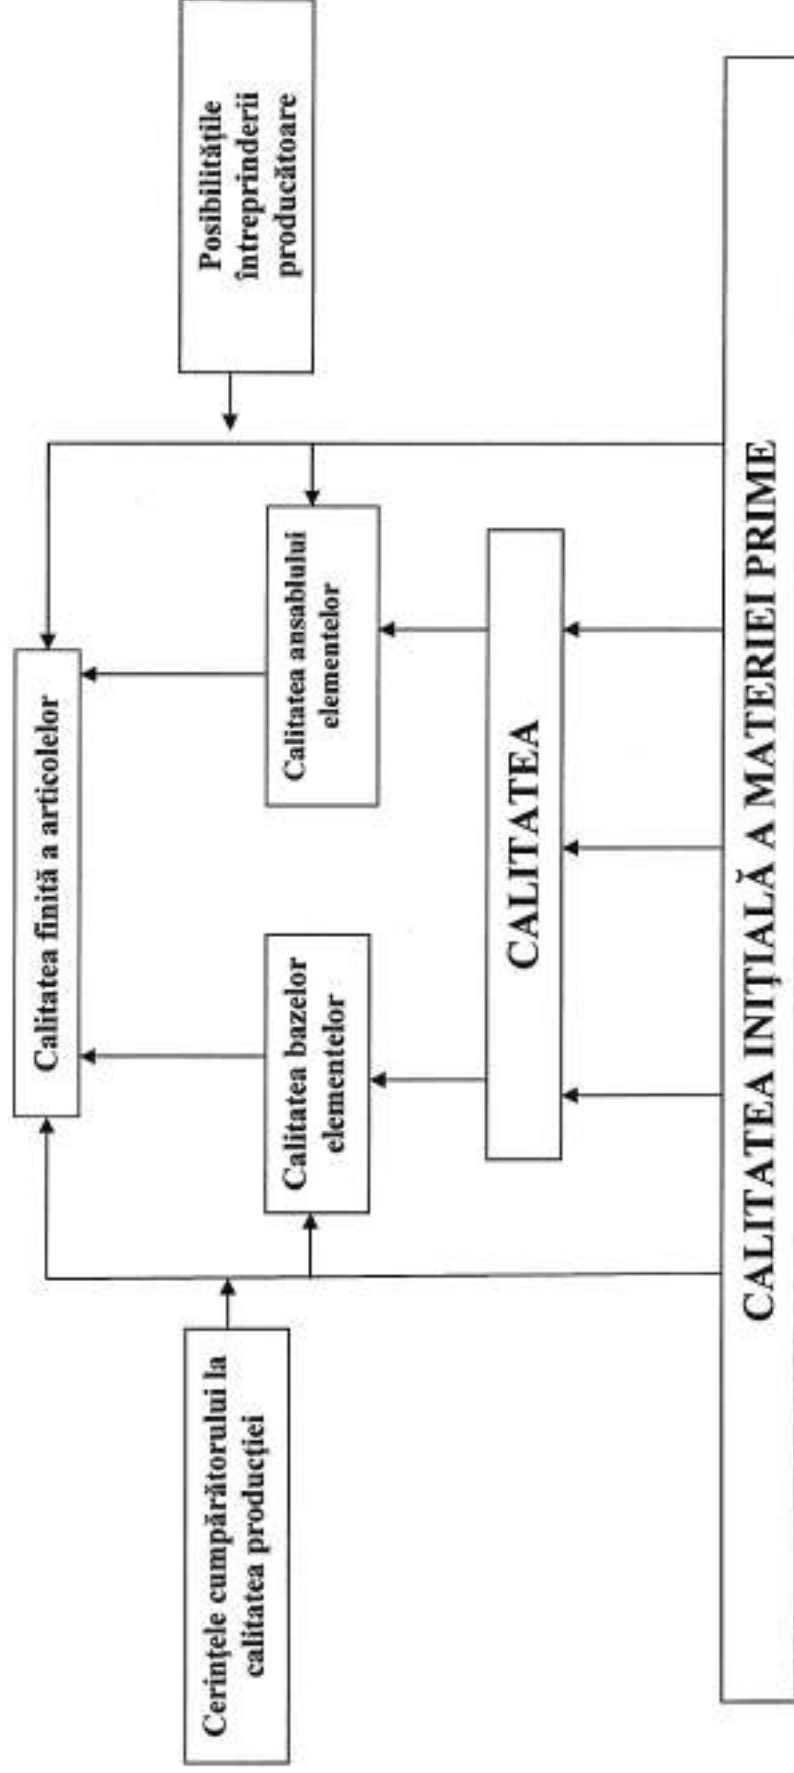 Calitatea finită a articolelor
Cerințele cumpărătorului la
calitatea producției
Posibilitățile
întreprinderii
producătoare
Calitatea bazelor
elementelor
Calitatea ansablului
elementelor
CALITATEA
CALITATEA INIȚIALĂ A MATERIEI PRIME